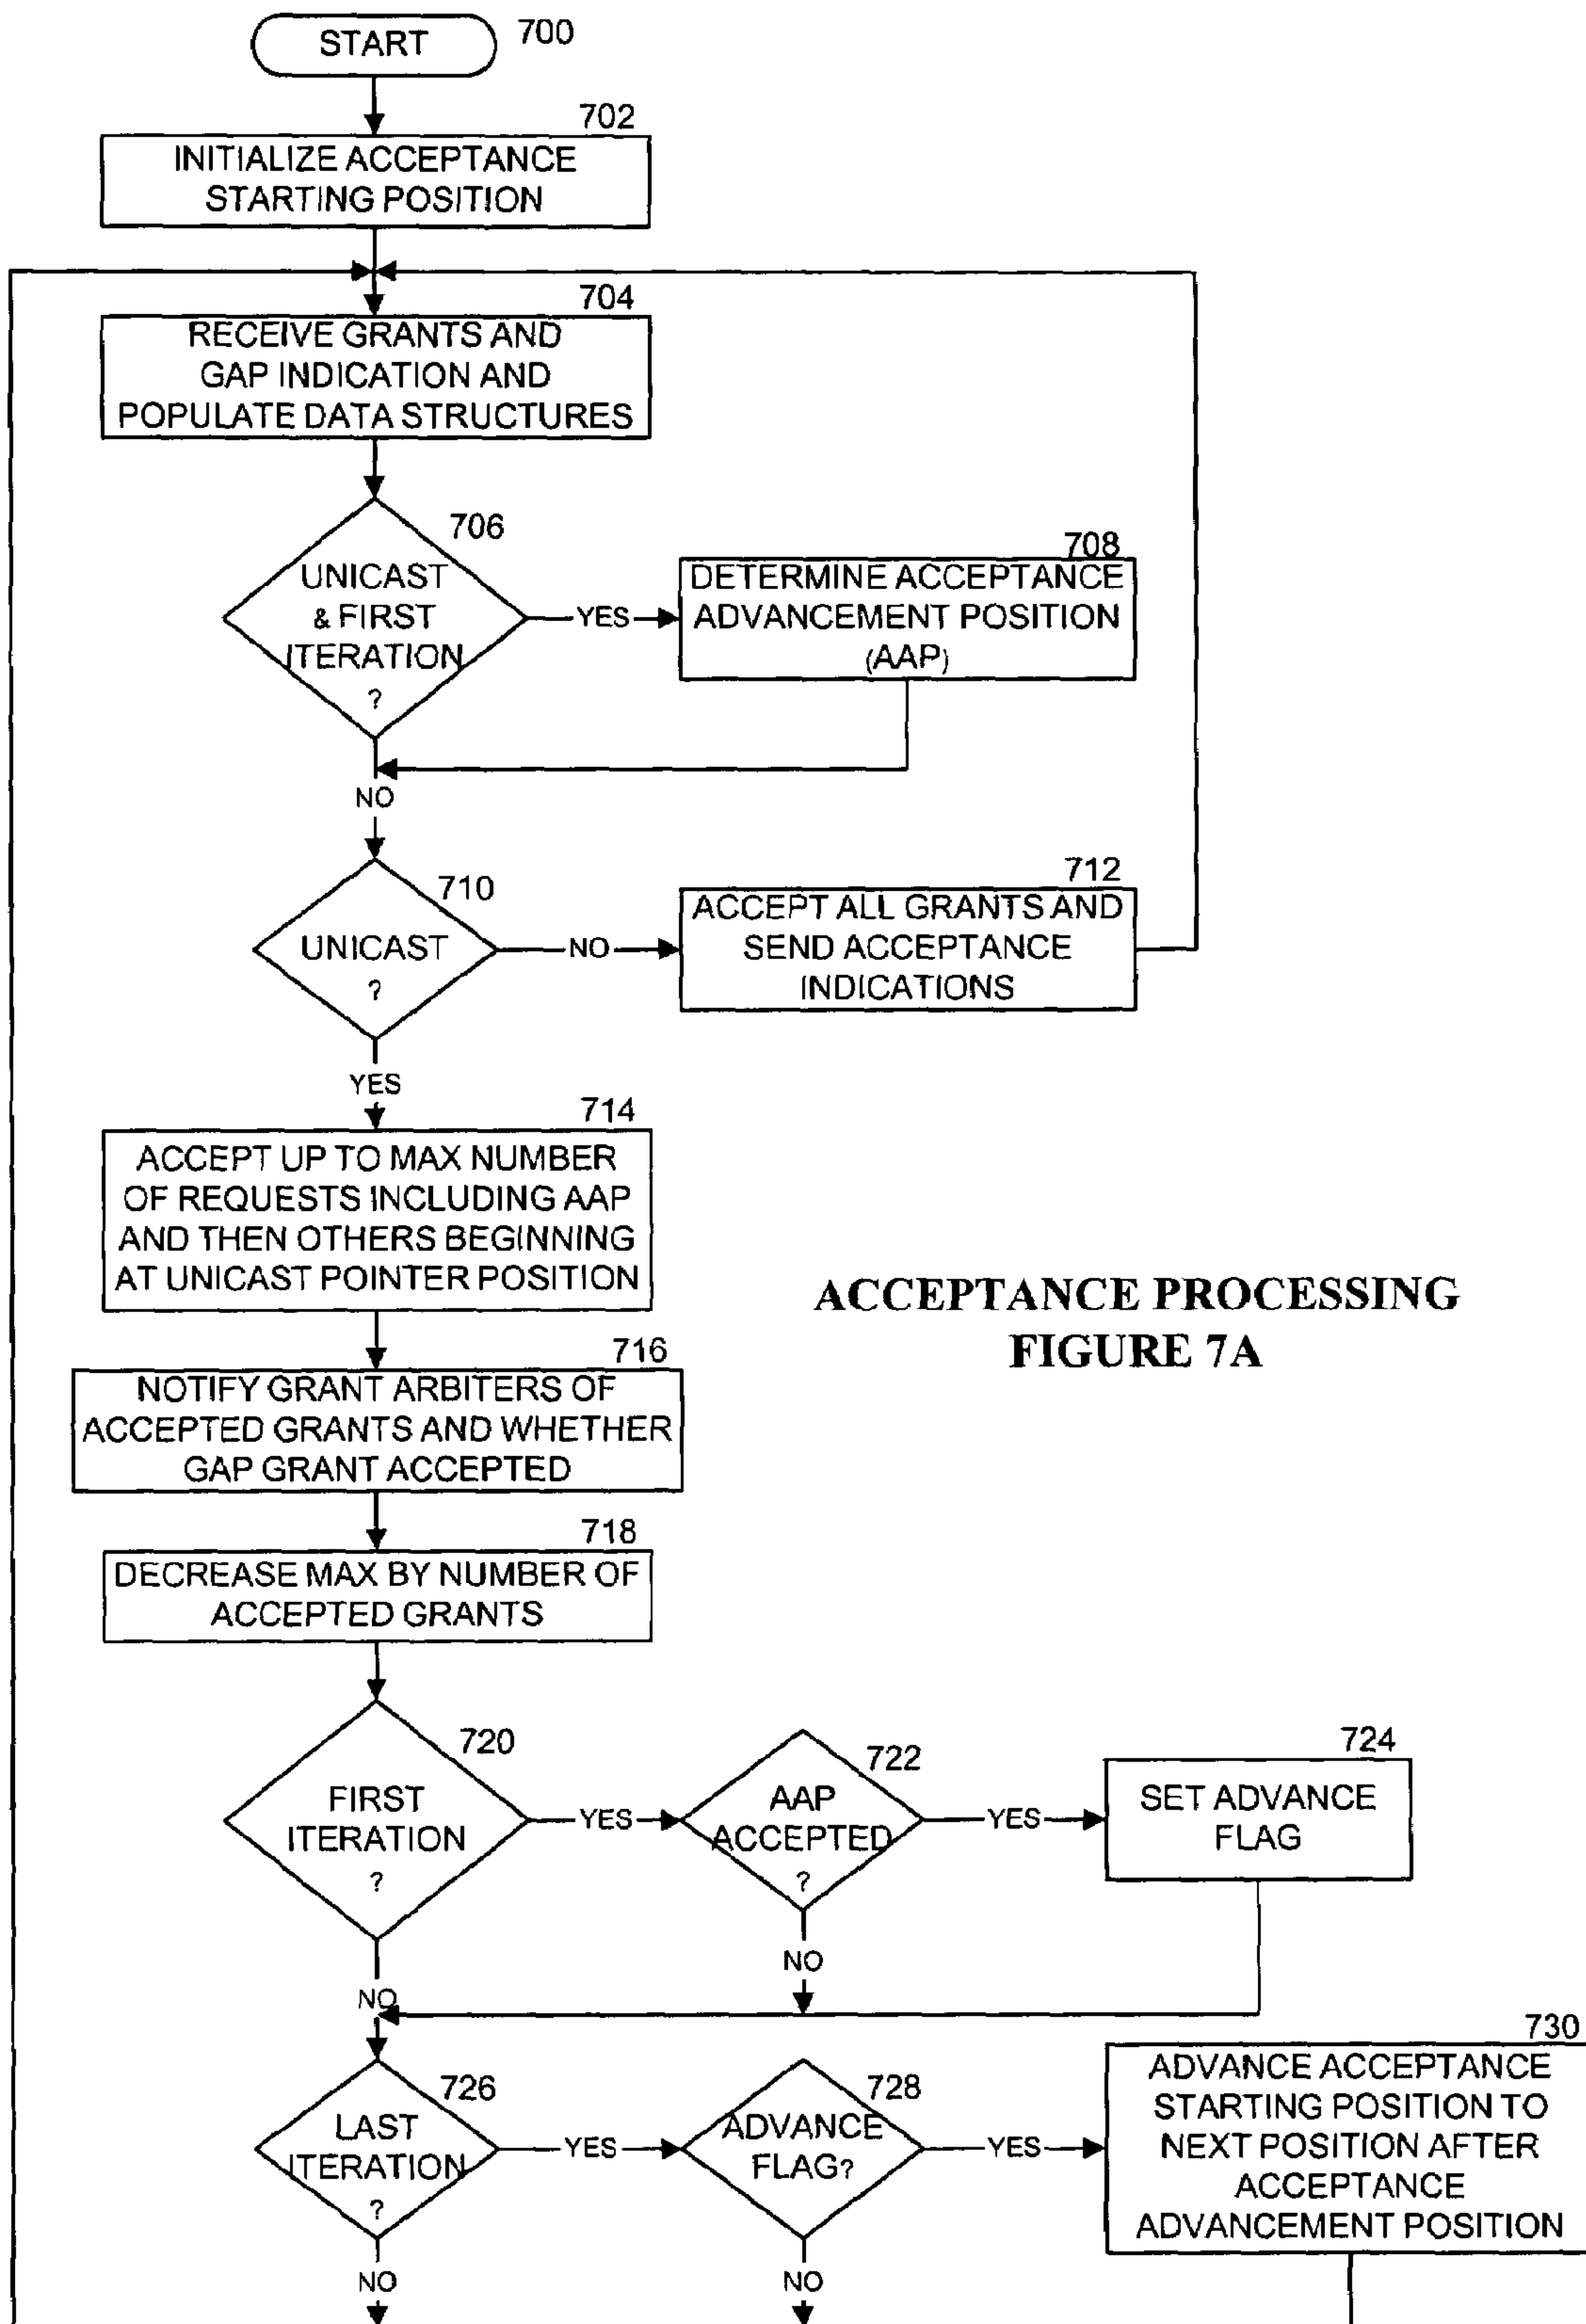 START
700
702
INITIALIZE ACCEPTANCE
STARTING POSITION
704
RECEIVE GRANTS AND
GAP INDICATION AND
POPULATE DATA STRUCTURES
706
UNICAST
& FIRST
ITERATION
?
YES
708
DETERMINE ACCEPTANCE
ADVANCEMENT POSITION
(AAP)
NO
710
UNICAST
?
NO
712
ACCEPT ALL GRANTS AND
SEND ACCEPTANCE
INDICATIONS
YES
714
ACCEPT UP TO MAX NUMBER
OF REQUESTS INCLUDING AAP
AND THEN OTHERS BEGINNING
AT UNICAST POINTER POSITION
ACCEPTANCE PROCESSING
FIGURE 7A
716
NOTIFY GRANT ARBITERS OF
ACCEPTED GRANTS AND WHETHER
GAP GRANT ACCEPTED
718
DECREASE MAX BY NUMBER OF
ACCEPTED GRANTS
720
FIRST
ITERATION
?
YES
722
AAP
ACCEPTED
?
YES
724
SET ADVANCE
FLAG
NO
NO
726
LAST
ITERATION
?
YES
728
ADVANCE
FLAG?
YES
730
ADVANCE ACCEPTANCE
STARTING POSITION TO
NEXT POSITION AFTER
ACCEPTANCE
ADVANCEMENT POSITION
NO
NO